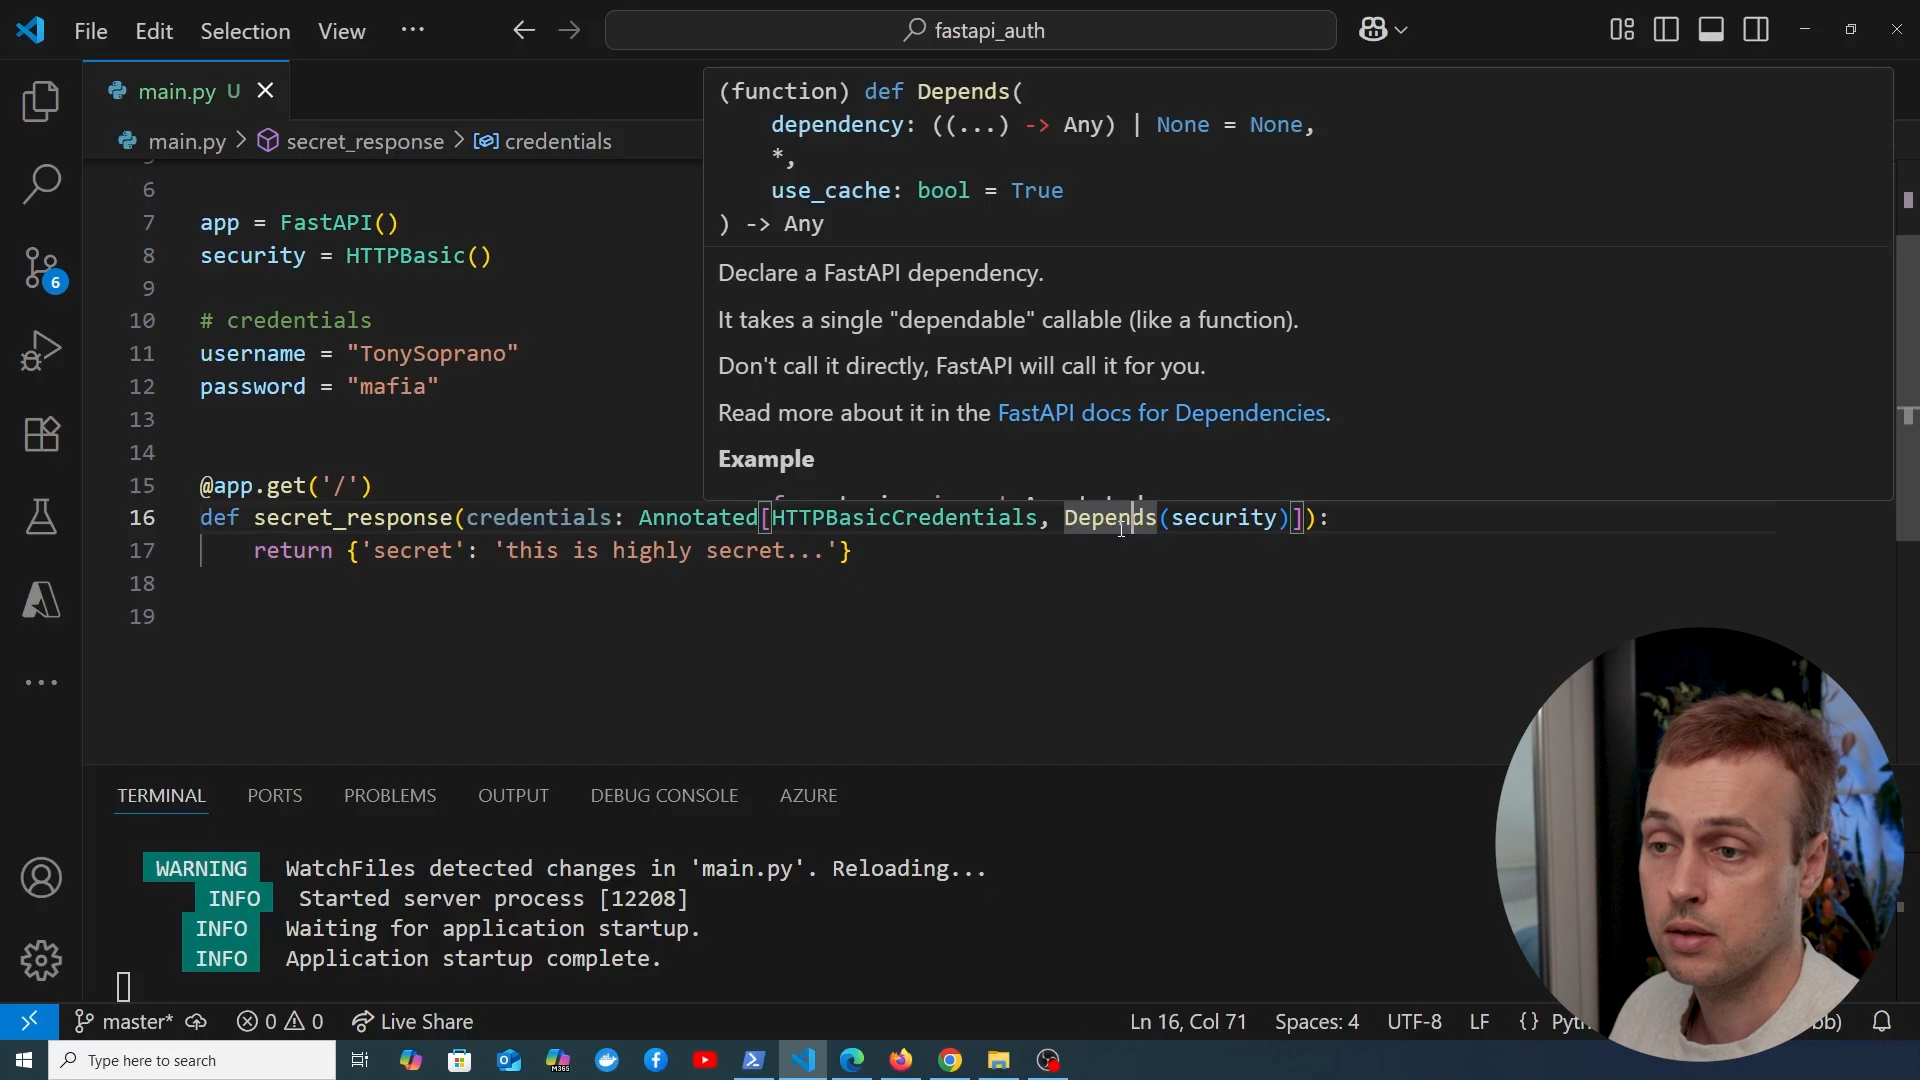 File Edit Selection View ...
fastapi_auth
main.py U
main.py > secret_response > credentials
(function) def Depends(
dependency: ((...) -> Any) | None = None,
*,
use_cache: bool = True
) -> Any
Declare a FastAPI dependency.
It takes a single "dependable" callable (like a function).
Don't call it directly, FastAPI will call it for you.
Read more about it in the FastAPI docs for Dependencies.
Example
6
7 app = FastAPI()
8 security = HTTPBasic()
9
10 # credentials
11 username = "TonySoprano"
12 password = "mafia"
13
14
15 @app.get('/')
16 def secret_response(credentials: Annotated[HTTPBasicCredentials, Depends(security)]):
17 return {'secret': 'this is highly secret...'}
18
19
6
TERMINAL PORTS PROBLEMS OUTPUT DEBUG CONSOLE AZURE
WARNING WatchFiles detected changes in 'main.py'. Reloading...
INFO Started server process [12208]
INFO Waiting for application startup.
INFO Application startup complete.
master* 0 0 Live Share Ln 16, Col 71 Spaces: 4 UTF-8 LF {}
Type here to search
M365